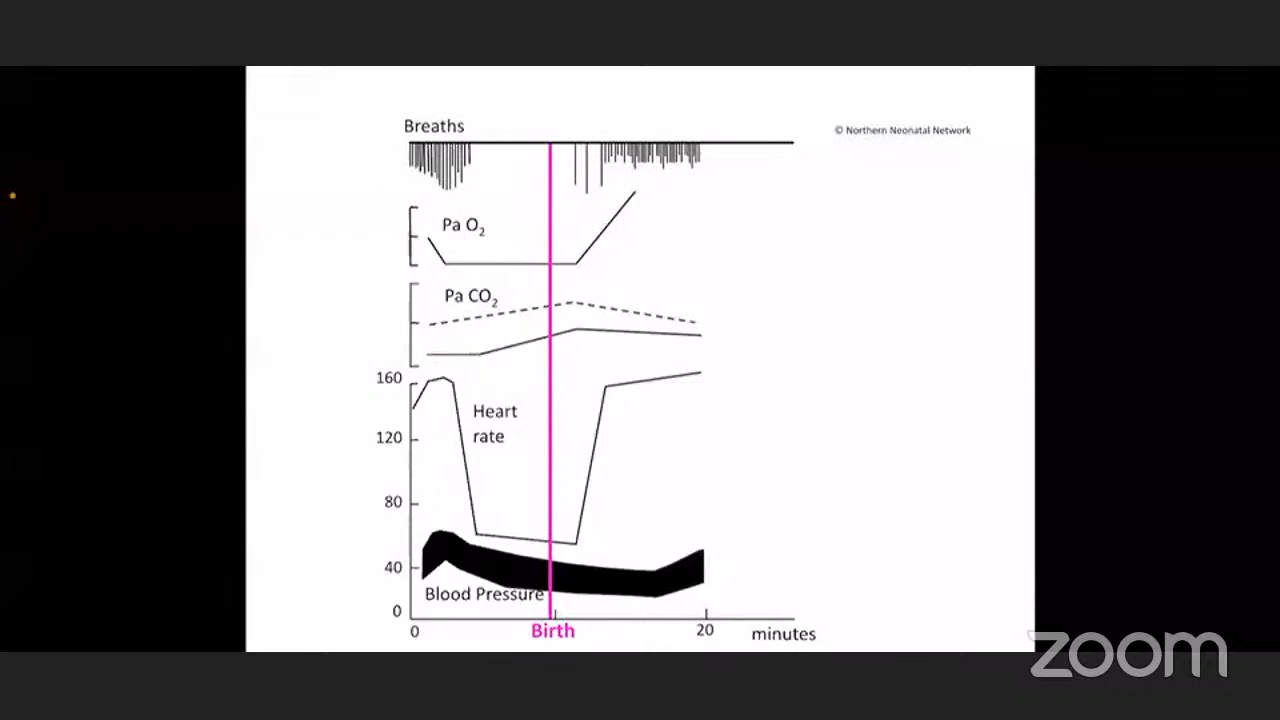 Breaths
© Northern Neonatal Network
Pa O2
Pa CO2
160
Heart
rate
120
80
40
Blood Pressure
0
0
Birth
20
minutes
zoom